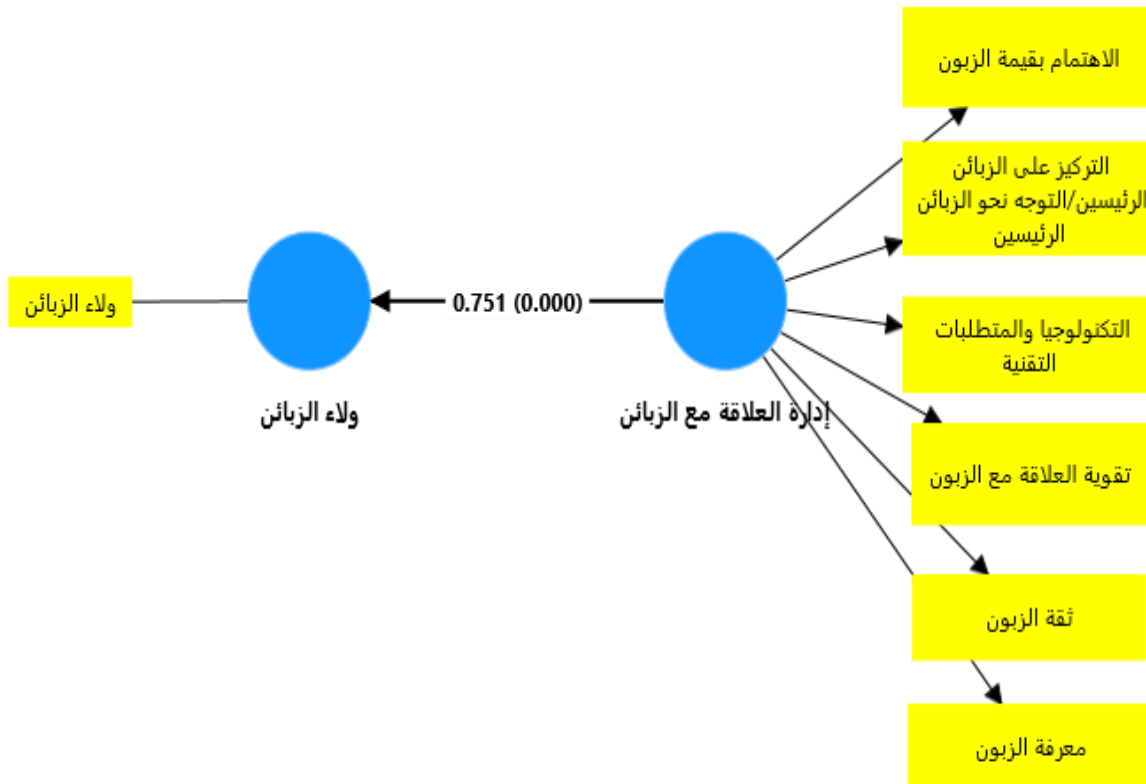 الاهتمام بقيمة الزبون
التركيز على الزبائن
الرئيسين/التوجه نحو الزبائن
الرئيسين
التكنولوجيا والمتطلبات
التقنية
تقوية العلاقة مع الزبون
ثقة الزبون
معرفة الزبون
إدارة العلاقة مع الزبائن
0.751 (0.000)
ولاء الزبائن
ولاء الزبائن